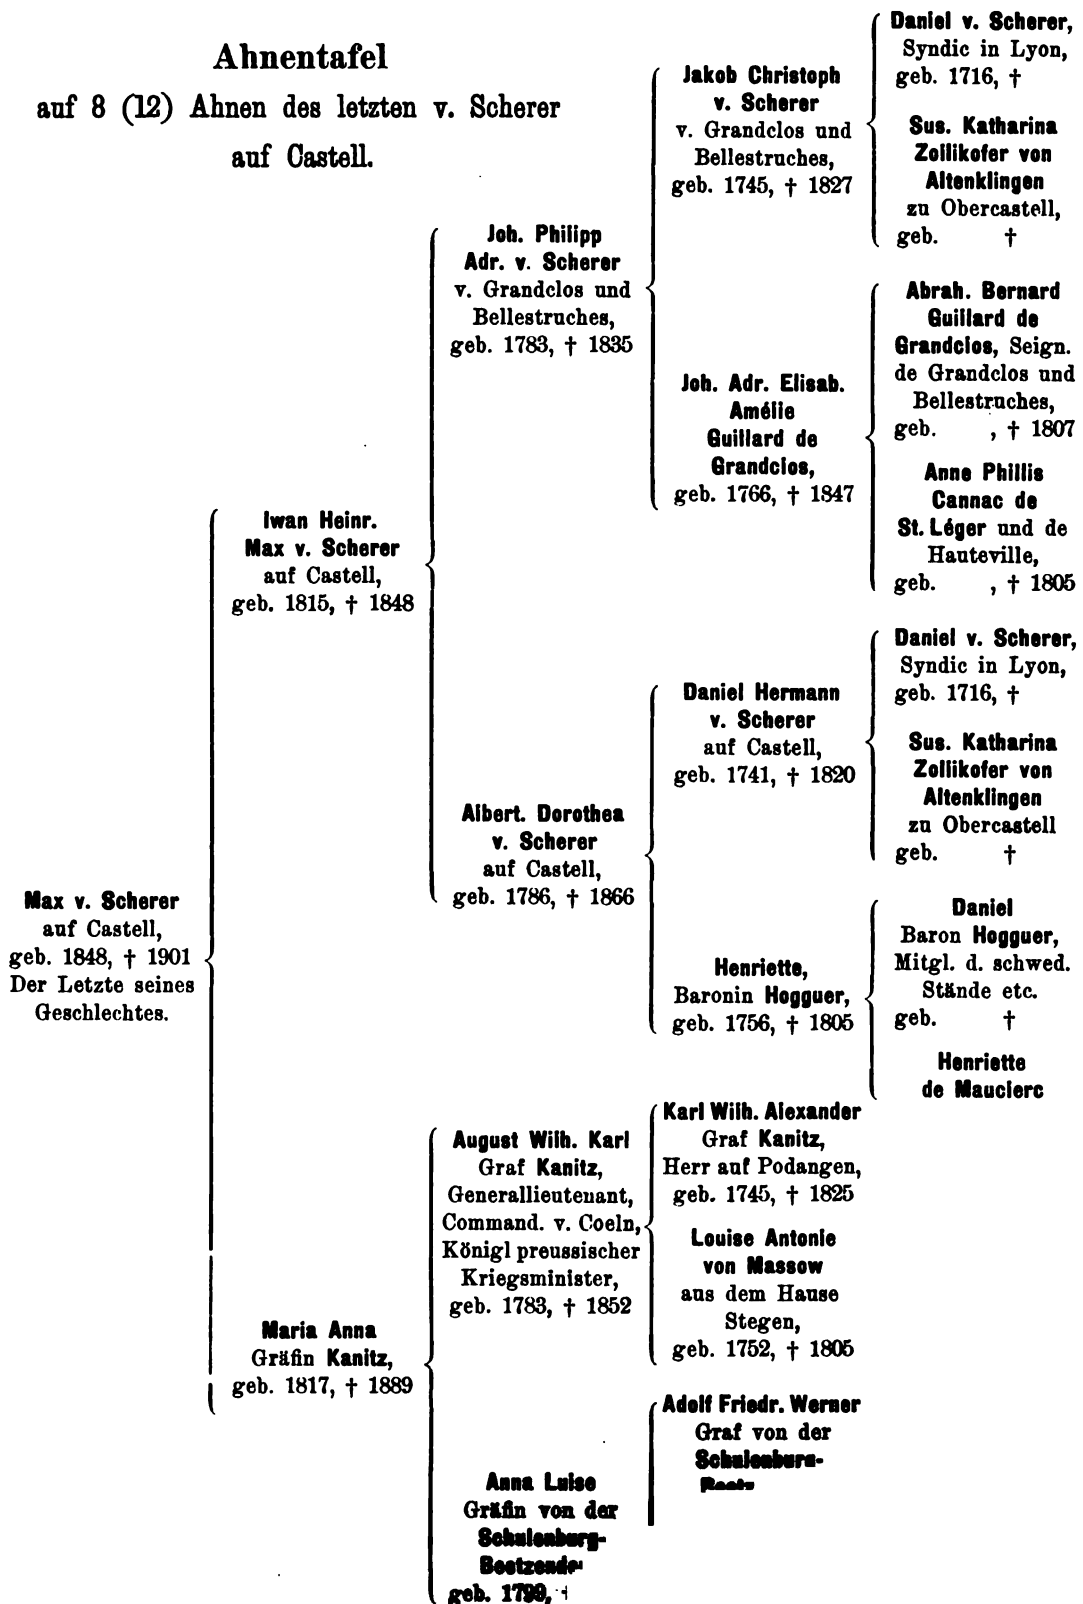 Ahnentafel
auf 8 (12) Ahnen des letzten v. Scherer
auf Castell.
Max v. Scherer
auf Castell,
geb. 1848, † 1901
Der Letzte seines
Geschlechtes.
Iwan Heinr.
Max v. Scherer
auf Castell,
geb. 1815, † 1848
Maria Anna
Gräfin Kanitz,
geb. 1817, † 1889
Joh. Philipp
Adr. v. Scherer
v. Grandclos und
Bellestruches,
geb. 1783, † 1835
Albert. Dorothea
v. Scherer
auf Castell,
geb. 1786, † 1866
August Wilh. Karl
Graf Kanitz,
Generallieutenant,
Command. v. Coeln,
Königl preussischer
Kriegsminister,
geb. 1783, † 1852
Anna Luise
Gräfin von der
Schulenburg-
geb. 1799,
Jakob Christoph
v. Scherer
v. Grandclos und
Bellestruches,
geb. 1745, † 1827
Joh. Adr. Elisab.
Amélie
Guillard de
Grandclos,
geb. 1766, † 1847
Daniel Hermann
v. Scherer
auf Castell,
geb. 1741, † 1820
Henriette,
Baronin Hogguer,
geb. 1756, † 1805
Karl Wilh. Alexander
Graf Kanitz,
Herr auf Podangen,
geb. 1745, † 1825
Louise Antonie
von Massow
aus dem Hause
Stegen,
geb. 1752, † 1805
Adolf Friedr. Werner
Graf von der
Schulenburg-
Daniel v. Scherer,
Syndic in Lyon,
geb. 1716, †
Sus. Katharina
Zollikofer von
Altenklingen
zu Obercastell,
geb. †
Abrah. Bernard
Guillard de
Grandclos, Seign.
de Grandclos und
Bellestruches,
geb. , † 1807
Anne Phillis
Cannac de
St. Léger und de
Hauteville,
geb. , † 1805
Daniel v. Scherer,
Syndic in Lyon,
geb. 1716, †
Sus. Katharina
Zollikofer von
Altenklingen
zu Obercastell
geb. †
Daniel
Baron Hogguer,
Mitgl. d. schwed.
Stände etc.
geb. †
Henriette
de Mauclerc